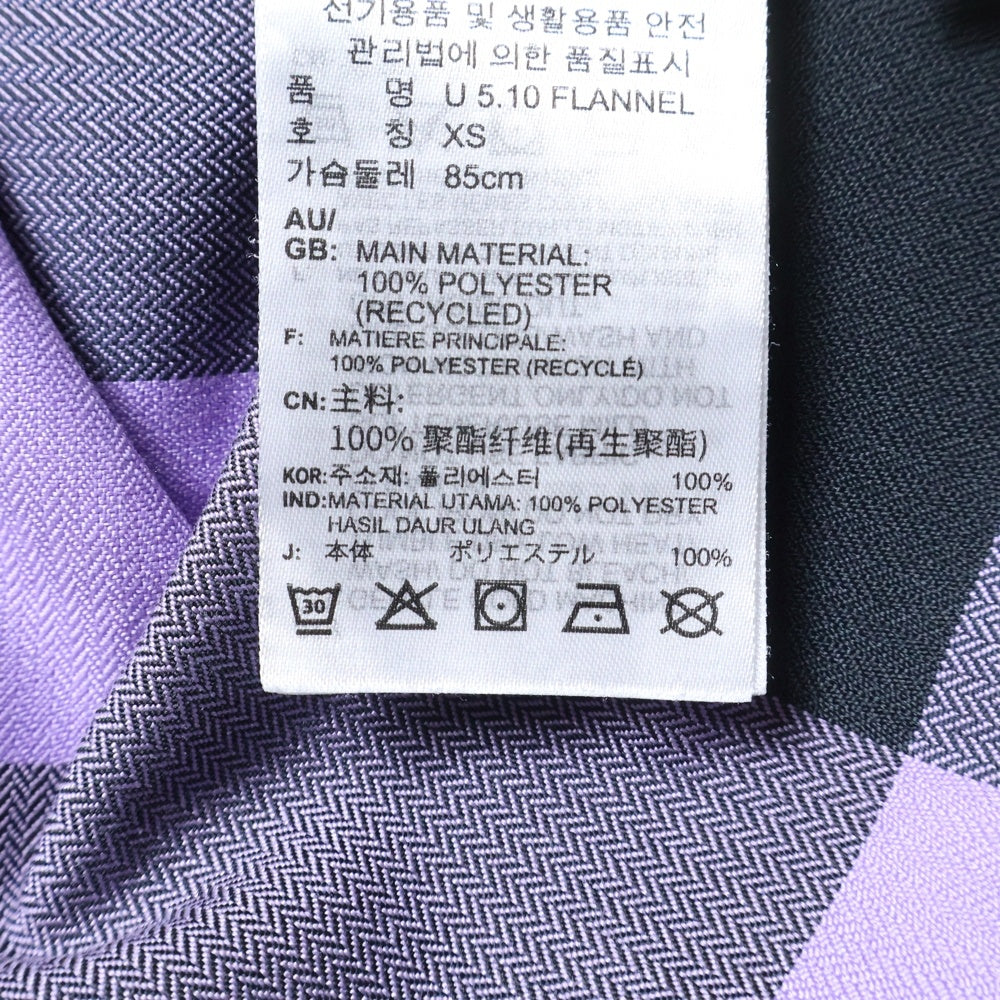 전기용품 및 생활용품 안전
관리법에 의한 품질표시
품 명 U 5.10 FLANNEL
호 칭 XS
가슴둘레 85cm
AU/
GB: MAIN MATERIAL:
100% POLYESTER
(RECYCLED)
F: MATIERE PRINCIPALE:
100% POLYESTER (RECYCLÉ)
CN: 主料:
100% 聚酯纤维(再生聚酯)
KOR: 주소재: 폴리에스터 100%
IND: MATERIAL UTAMA: 100% POLYESTER
HASIL DAUR ULANG
J: 本体 ポリエステル 100%
30